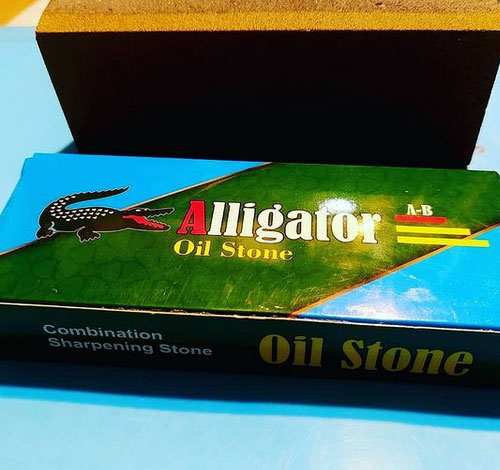 Alligator
A-B
Oil Stone
Combination
Sharpening Stone
Oil Stone